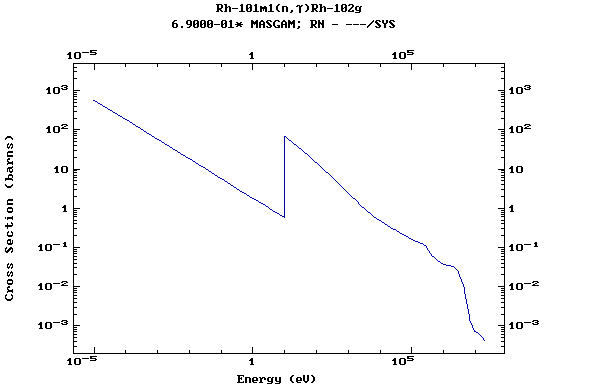 Rh-101m1(n,γ)Rh-102g
6.9000-01* MASGAM; RN - ---/SYS
10⁻⁵ 1 10⁵
10³ 10³
10² 10²
10 10
1 1
10⁻¹ 10⁻¹
10⁻² 10⁻²
10⁻³ 10⁻³
10⁻⁵ 1 10⁵
Energy (eV)
Cross Section (barns)